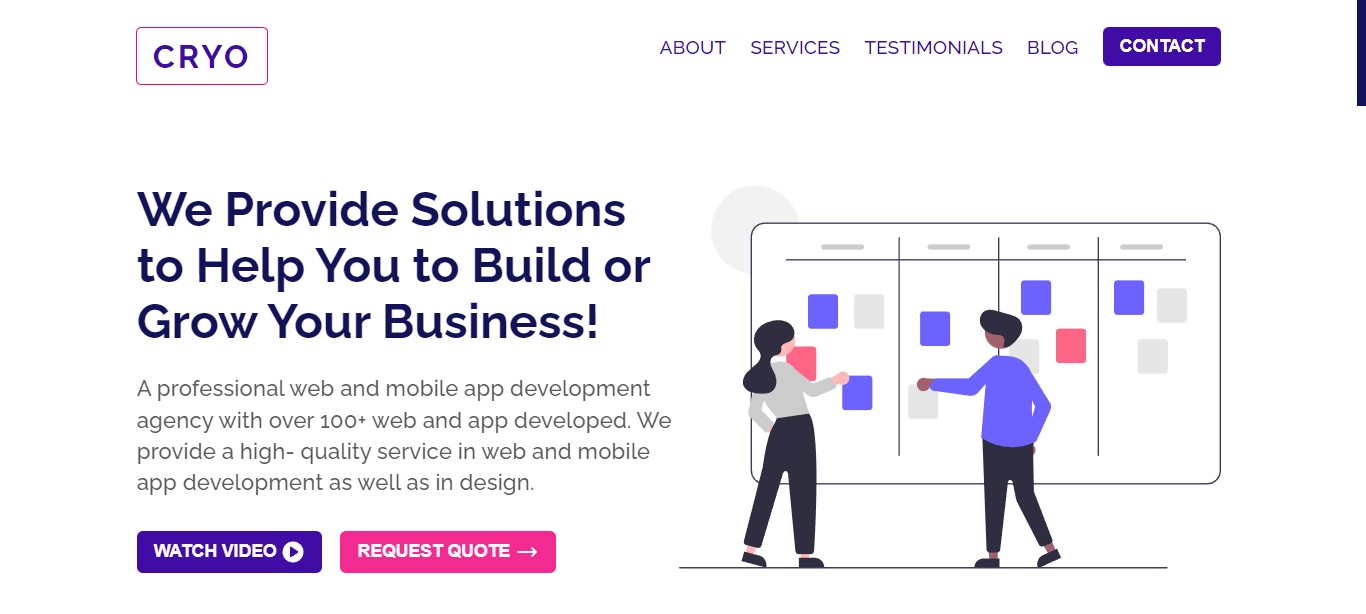 CRYO
ABOUT SERVICES TESTIMONIALS BLOG CONTACT
We Provide Solutions
to Help You to Build or
Grow Your Business!
A professional web and mobile app development
agency with over 100+ web and app developed. We
provide a high- quality service in web and mobile
app development as well as in design.
WATCH VIDEO REQUEST QUOTE